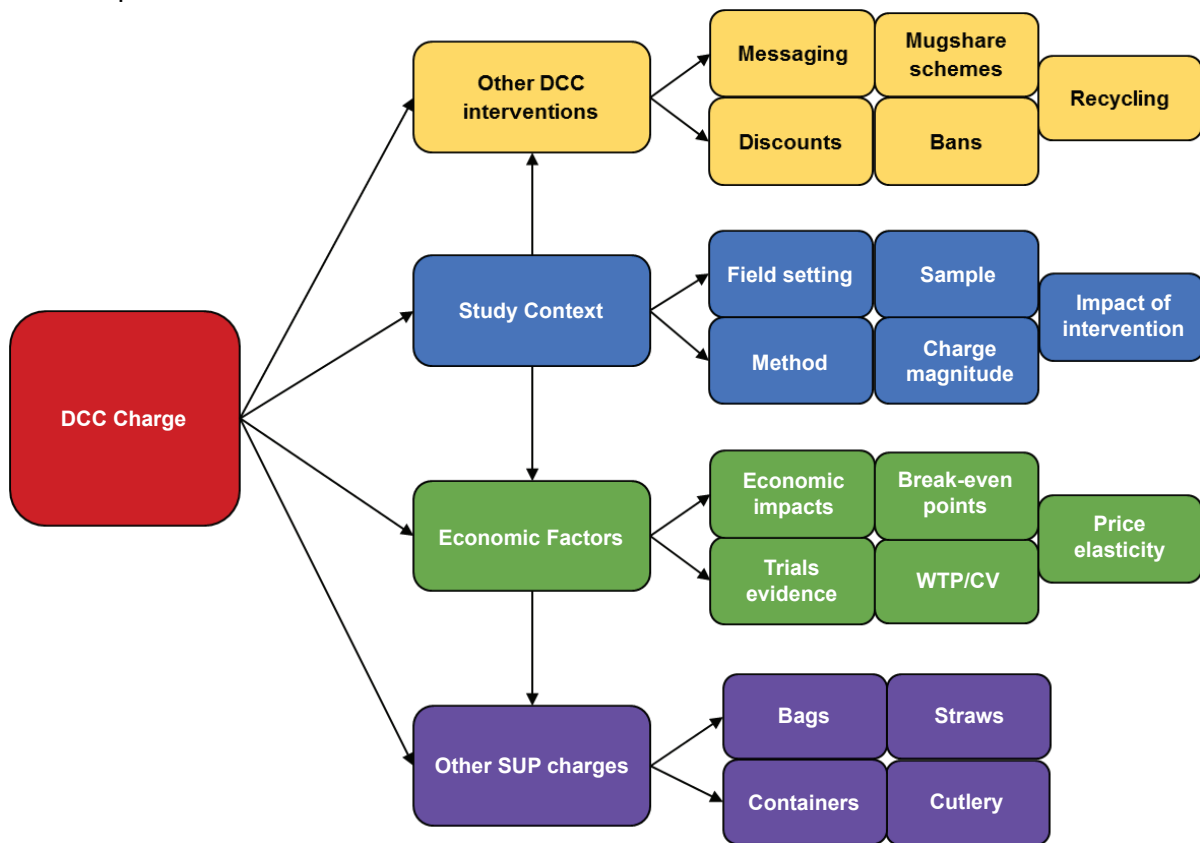 Other DCC
interventions
Messaging
Mugshare
schemes
Recycling
Discounts
Bans
Study Context
Field setting
Sample
Impact of
intervention
Method
Charge
magnitude
DCC Charge
Economic Factors
Economic
impacts
Break-even
points
Price
elasticity
Trials
evidence
WTP/CV
Other SUP charges
Bags
Straws
Containers
Cutlery